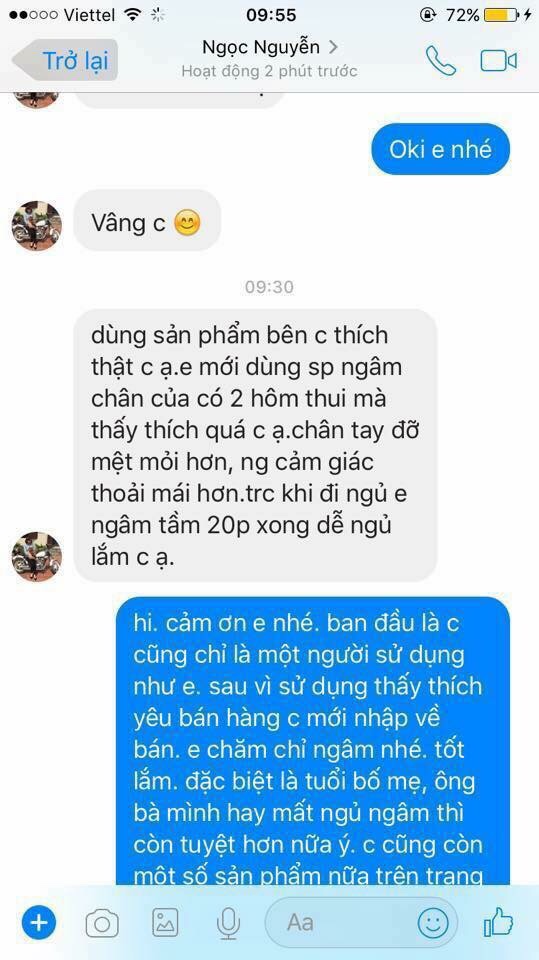 Viettel
09:55
72%
Trở lại
Ngọc Nguyễn
Hoạt động 2 phút trước
Oki e nhé
Vâng c 😊
09:30
dùng sản phẩm bên c thích
thật c ạ.e mới dùng sp ngâm
chân của có 2 hôm thui mà
thấy thích quá c ạ.chân tay đỡ
mệt mỏi hơn, ng cảm giác
thoải mái hơn.trc khi đi ngủ e
ngâm tầm 20p xong dễ ngủ
lắm c ạ.
hi. cảm ơn e nhé. ban đầu là c
cũng chỉ là một người sử dụng
như e. sau vì sử dụng thấy thích
yêu bán hàng c mới nhập về
bán. e chăm chỉ ngâm nhé. tốt
lắm. đặc biệt là tuổi bố mẹ, ông
bà mình hay mất ngủ ngâm thì
còn tuyệt hơn nữa ý. c cũng còn
một số sản phẩm nữa trên trang
Aa